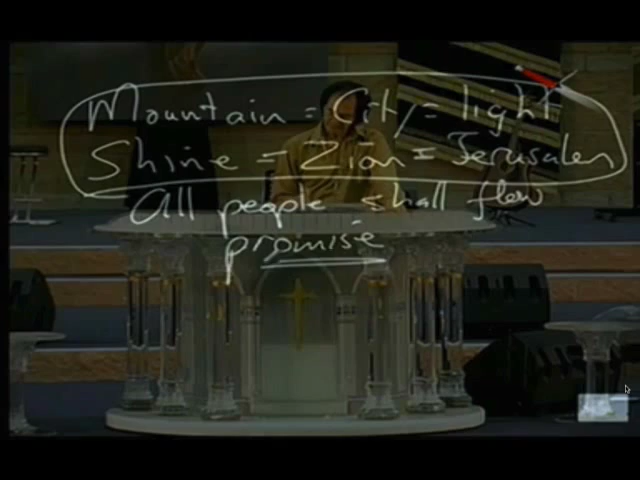 Mountain = City = light
Shine = Zion = Jerusalem
All people shall flow
promise